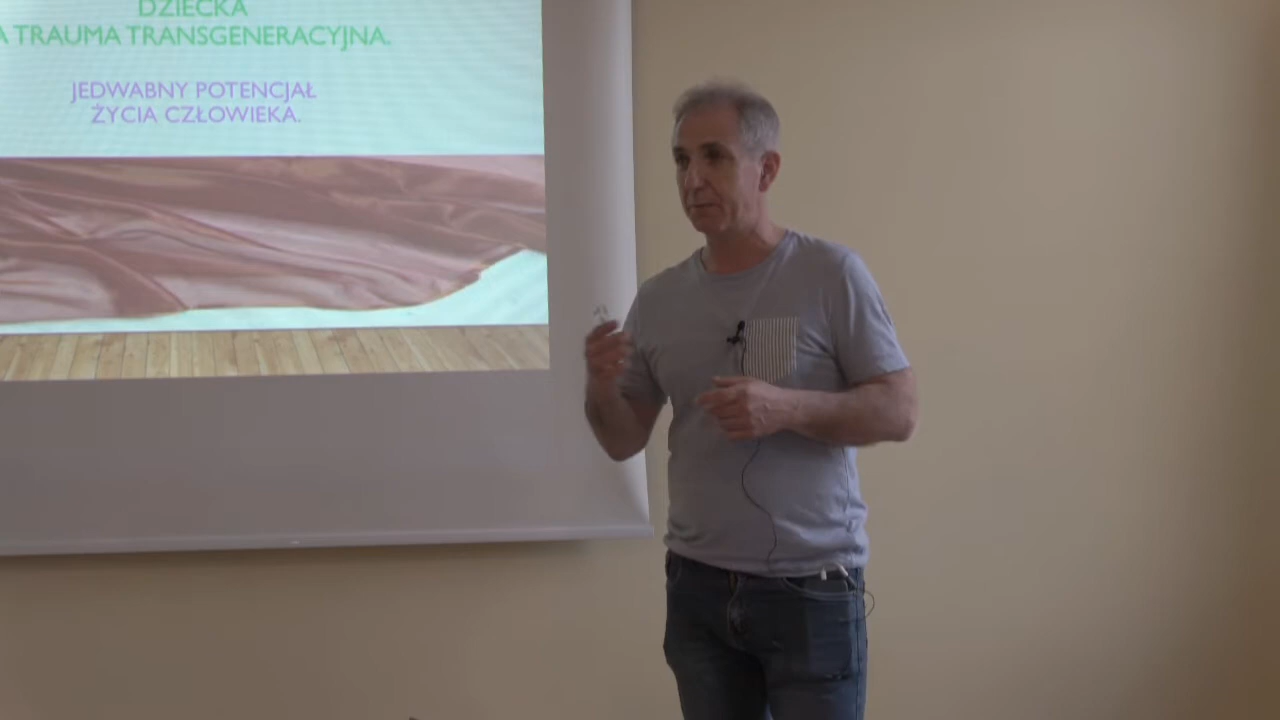 DZIECKA
A TRAUMA TRANSGENERACYJNA.
JEDWABNY POTENCJAŁ
ŻYCIA CZŁOWIEKA.